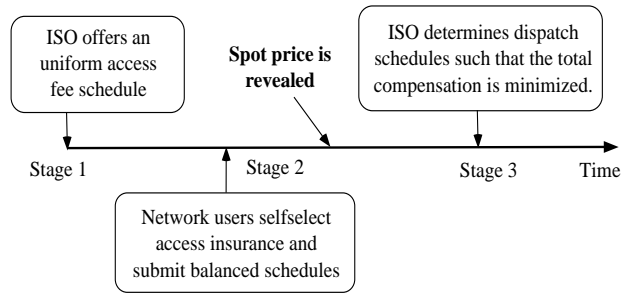 ISO offers an
uniform access
fee schedule
Spot price is
revealed
ISO determines dispatch
schedules such that the total
compensation is minimized.
Stage 1
Stage 2
Stage 3
Time
Network users selfselect
access insurance and
submit balanced schedules